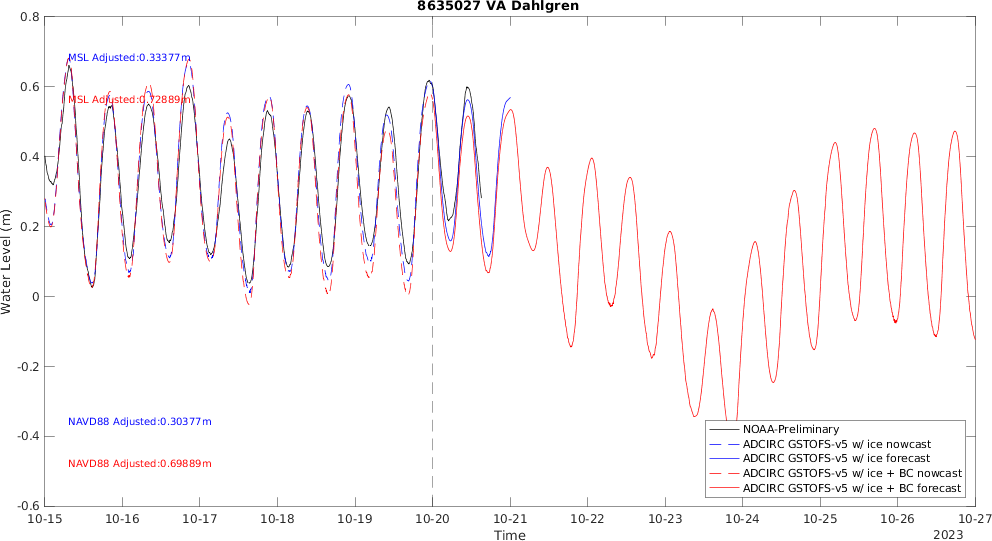 8635027 VA Dahlgren
0.8
0.6
0.4
0.2
0
-0.2
-0.4
-0.6
Water Level (m)
MSL Adjusted:0.33377m
MSL Adjusted:0.72889m
NAVD88 Adjusted:0.30377m
NAVD88 Adjusted:0.69889m
NOAA-Preliminary
ADCIRC GSTOFS-v5 w/ ice nowcast
ADCIRC GSTOFS-v5 w/ ice forecast
ADCIRC GSTOFS-v5 w/ ice + BC nowcast
ADCIRC GSTOFS-v5 w/ ice + BC forecast
10-15 10-16 10-17 10-18 10-19 10-20 10-21 10-22 10-23 10-24 10-25 10-26 10-27
Time
2023